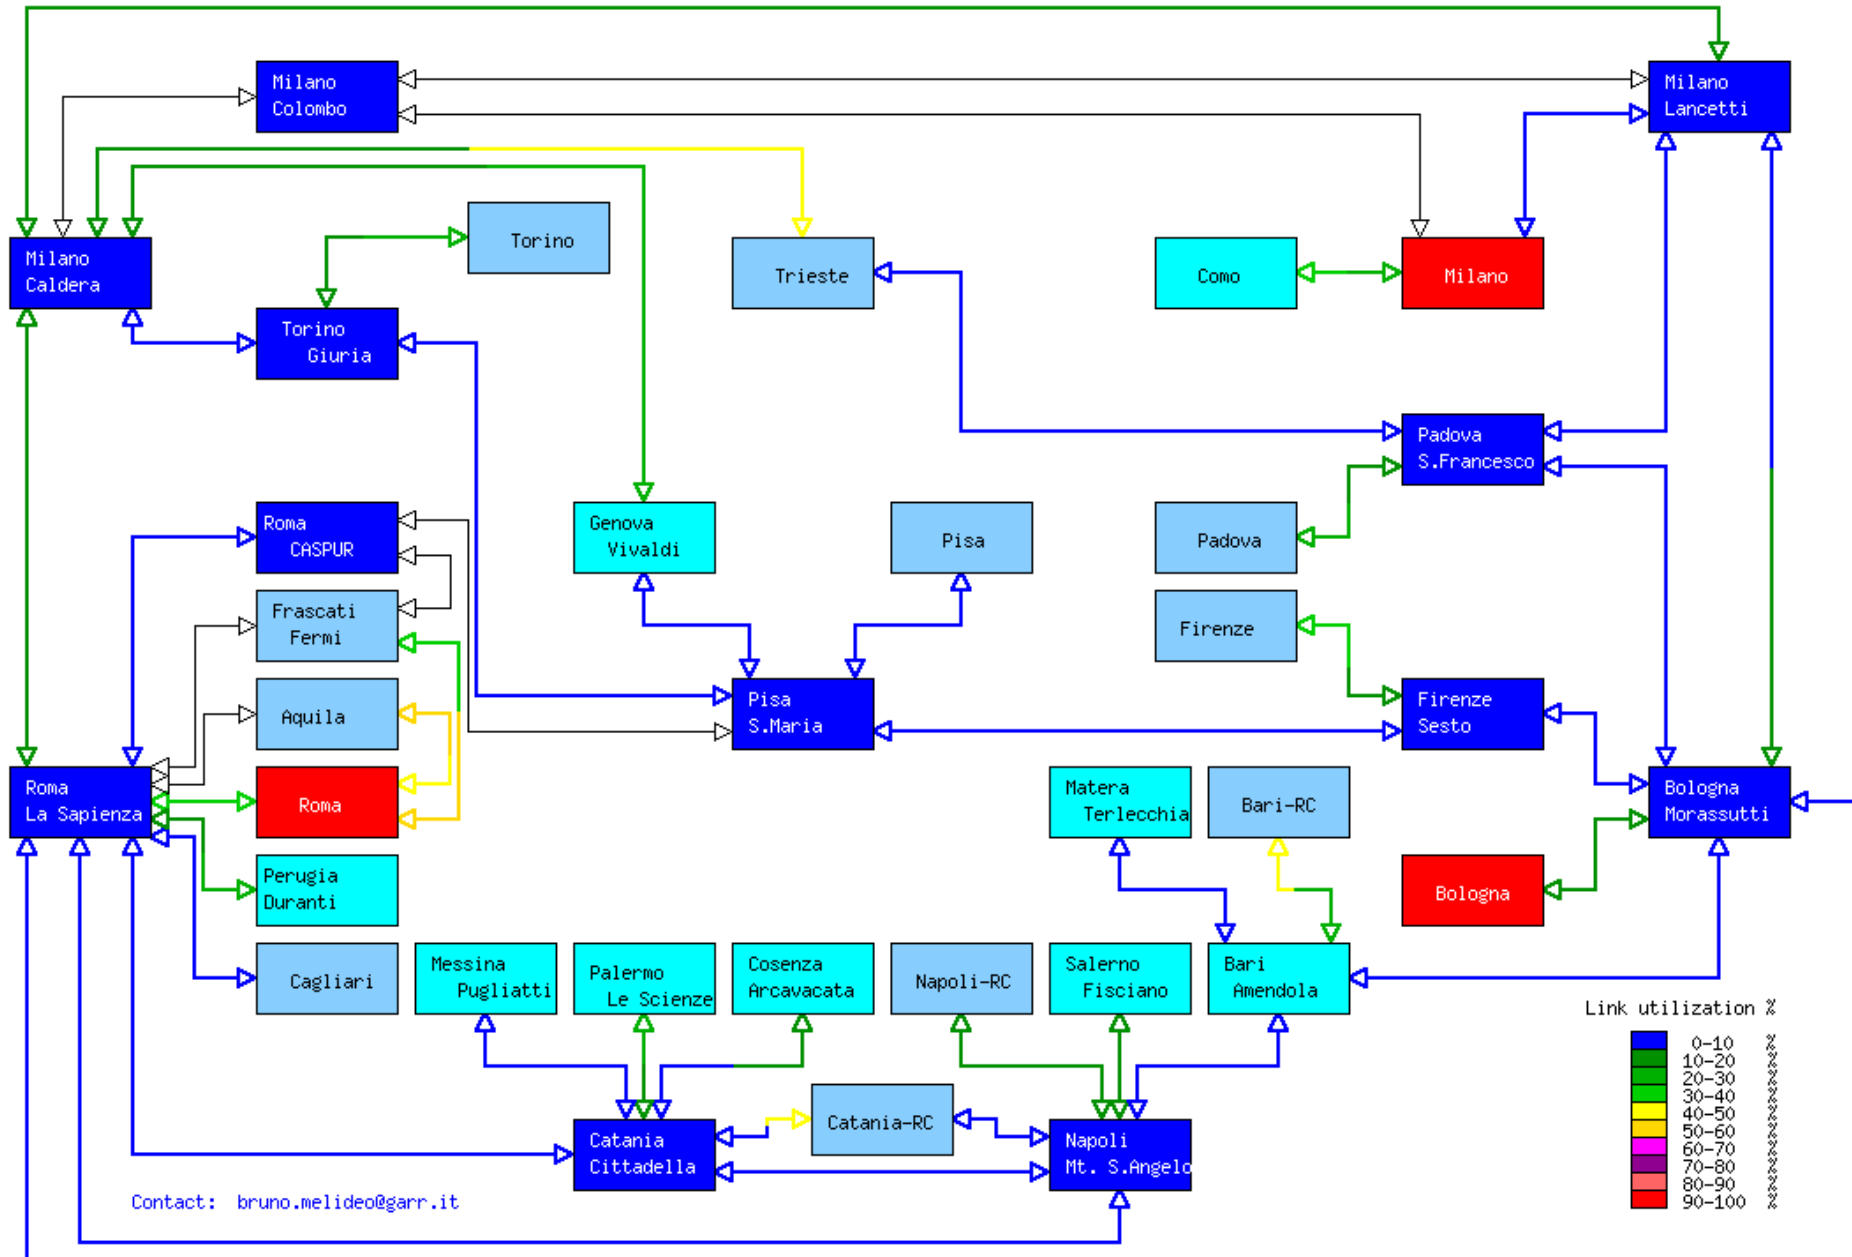 Milano
Colombo
Milano
Lancetti
Torino
Milano
Caldera
Trieste
Como
Milano
Torino
Giuria
Padova
S.Francesco
Roma
CASPUR
Genova
Vivaldi
Pisa
Padova
Frascati
Fermi
Firenze
Aquila
Pisa
S.Maria
Firenze
Sesto
Roma
La Sapienza
Roma
Matera
Terlecchia
Bari-RC
Bologna
Morassutti
Perugia
Duranti
Bologna
Cagliari
Messina
Pugliatti
Palermo
Le Scienze
Cosenza
Arcavacata
Napoli-RC
Salerno
Fisciano
Bari
Amendola
Link utilization %
0-10 %
10-20 %
20-30 %
30-40 %
40-50 %
50-60 %
60-70 %
70-80 %
80-90 %
90-100 %
Catania
Cittadella
Catania-RC
Napoli
Mt. S.Angelo
Contact: bruno.melideo@garr.it